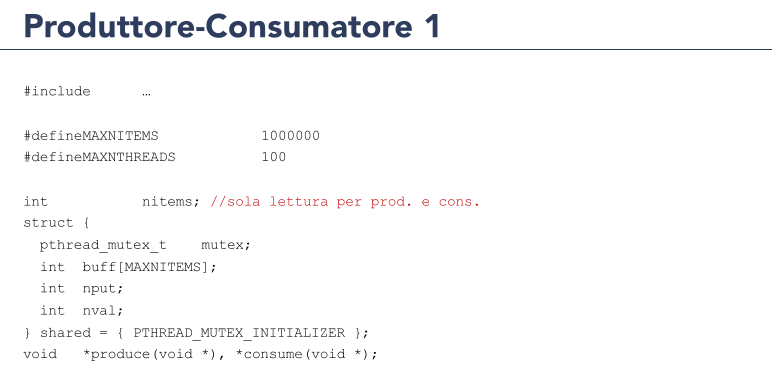 Produttore-Consumatore 1
#include …
#defineMAXNITEMS 1000000
#defineMAXNTHREADS 100
int nitems; //sola lettura per prod. e cons.
struct {
pthread_mutex_t mutex;
int buff[MAXNITEMS];
int nput;
int nval;
} shared = { PTHREAD_MUTEX_INITIALIZER };
void *produce(void *), *consume(void *);